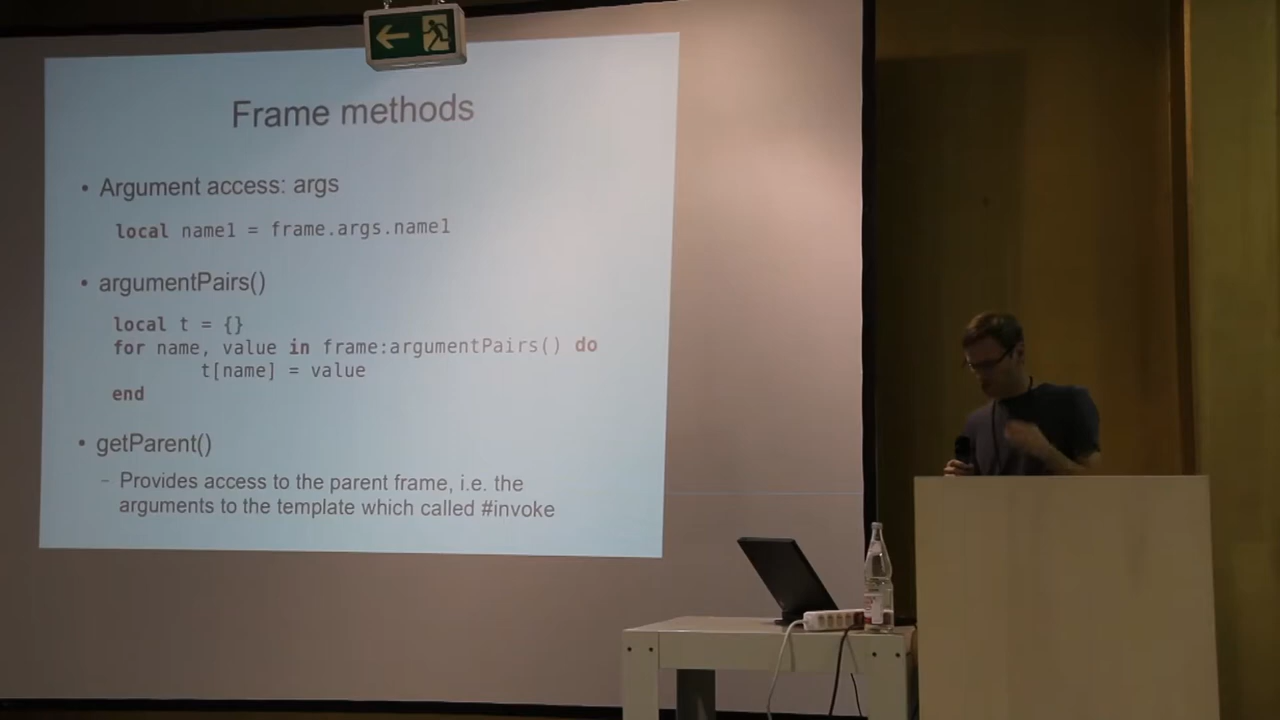 Frame methods
• Argument access: args
local name1 = frame.args.name1
• argumentPairs()
local t = {}
for name, value in frame:argumentPairs() do
t[name] = value
end
• getParent()
– Provides access to the parent frame, i.e. the
arguments to the template which called #invoke